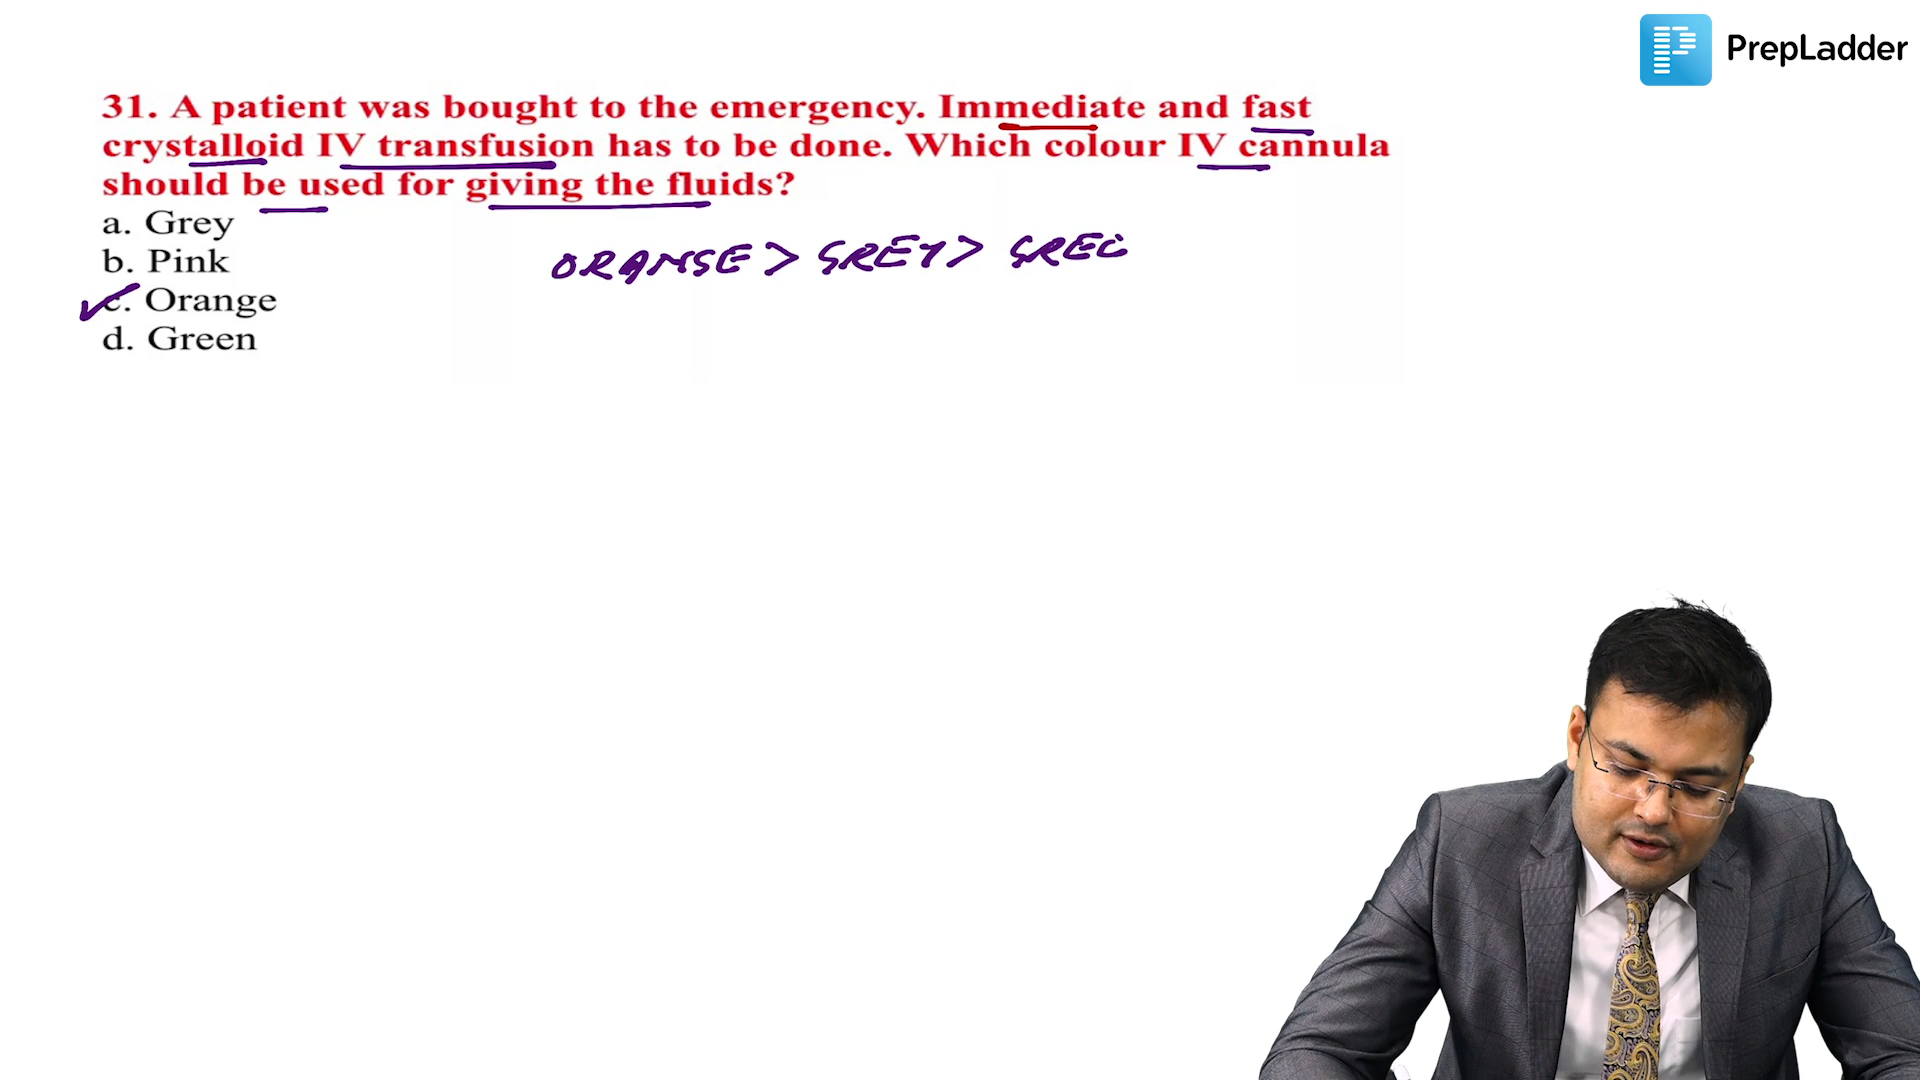 PrepLadder
31. A patient was bought to the emergency. Immediate and fast
crystalloid IV transfusion has to be done. Which colour IV cannula
should be used for giving the fluids?
a. Grey
b. Pink
ORANGE > GREY > GREE
c. Orange
d. Green